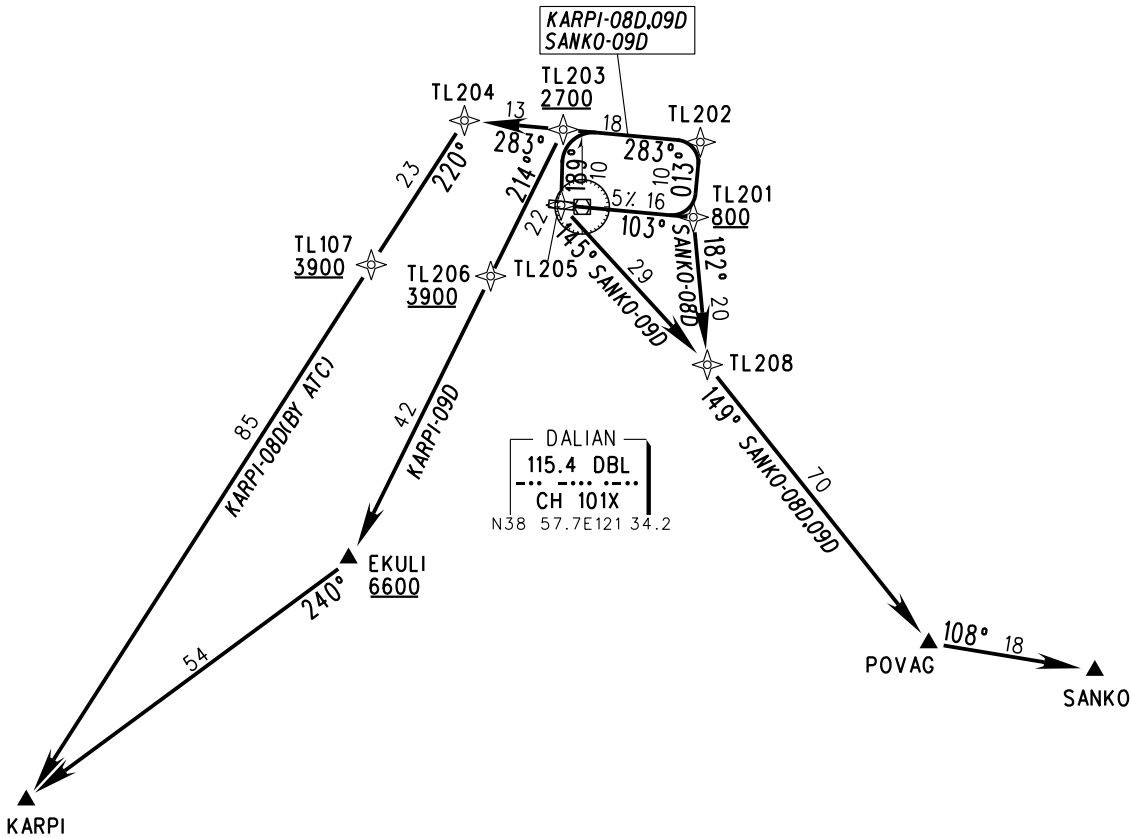 KARPI-08D,09D
SANKO-09D
TL203
2700
TL204
13
283°
18
283°
TL202
23
220°
214°
189°
10
10
013°
5% 16
103°
TL201
800
22
TL205
145° SANKO-09D
29
SANKO-08D
182°
20
TL107
3900
TL206
3900
TL208
85
KARPI-08D(BY ATC)
42
KARPI-09D
DALIAN
115.4 DBL
-·· -··· ·-··
CH 101X
N38 57.7E121 34.2
149° SANKO-08D,09D
70
EKULI
6600
240°
54
POVAG
108°
18
SANKO
KARPI